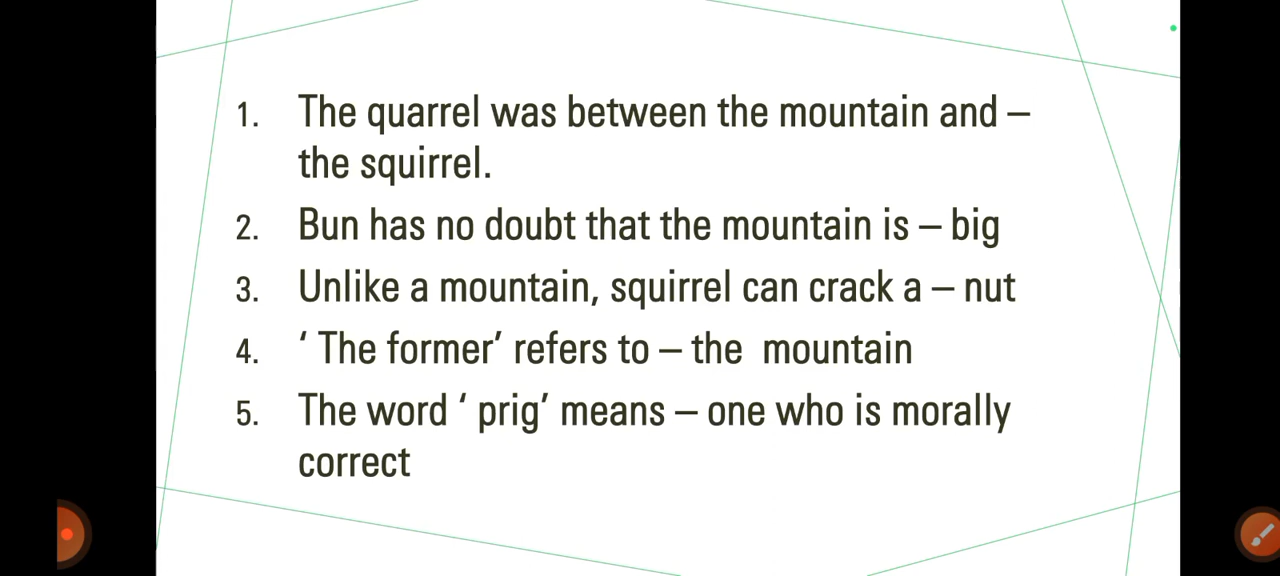 1. The quarrel was between the mountain and –
the squirrel.
2. Bun has no doubt that the mountain is – big
3. Unlike a mountain, squirrel can crack a – nut
4. ‘ The former’ refers to – the mountain
5. The word ‘ prig’ means – one who is morally
correct